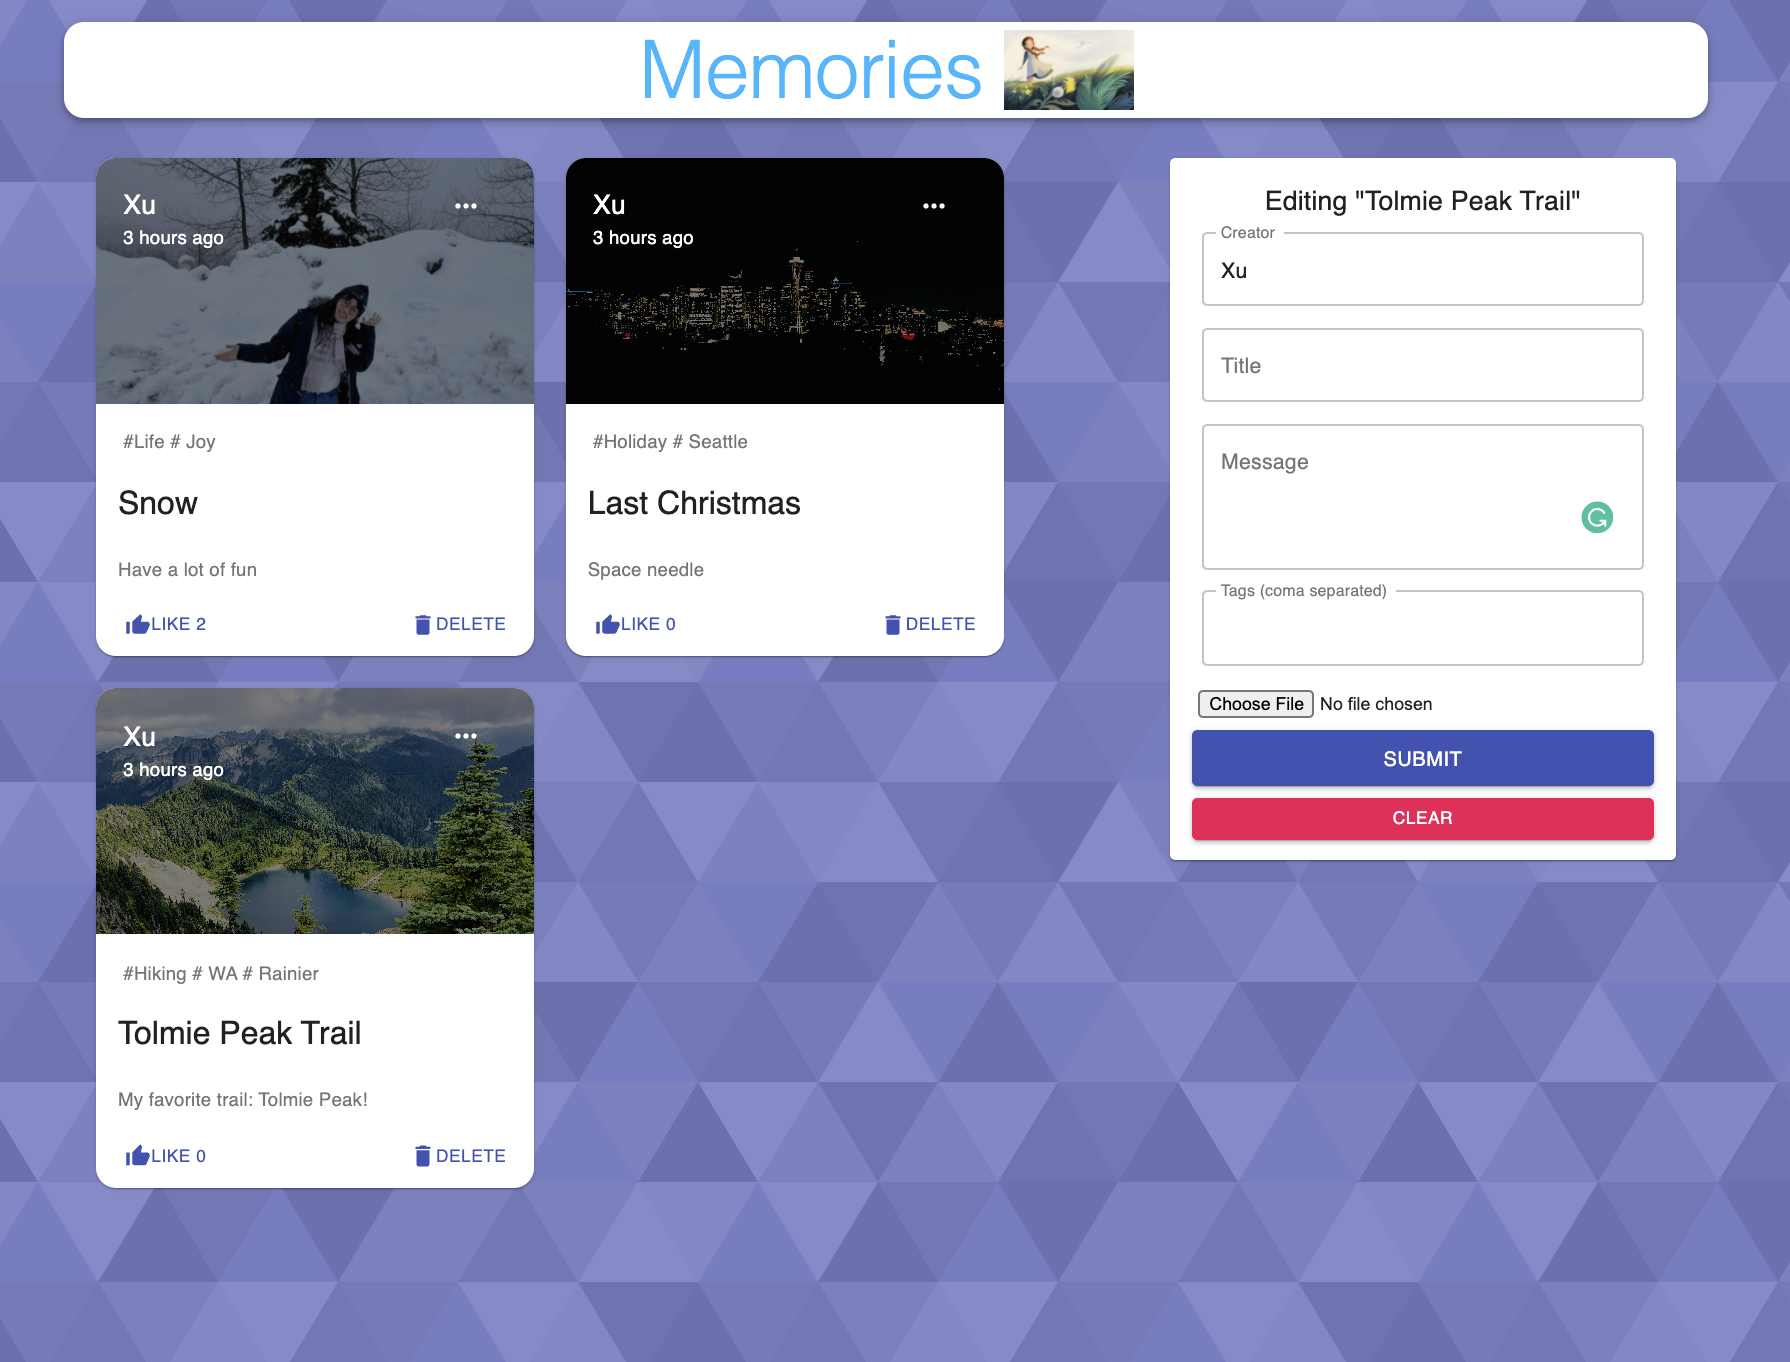 Memories
Xu
3 hours ago
#Life # Joy
Snow
Have a lot of fun
LIKE 2
DELETE
Xu
3 hours ago
#Holiday # Seattle
Last Christmas
Space needle
LIKE 0
DELETE
Xu
3 hours ago
#Hiking # WA # Rainier
Tolmie Peak Trail
My favorite trail: Tolmie Peak!
LIKE 0
DELETE
Editing "Tolmie Peak Trail"
Creator
Xu
Title
Message
Tags (coma separated)
Choose File No file chosen
SUBMIT
CLEAR